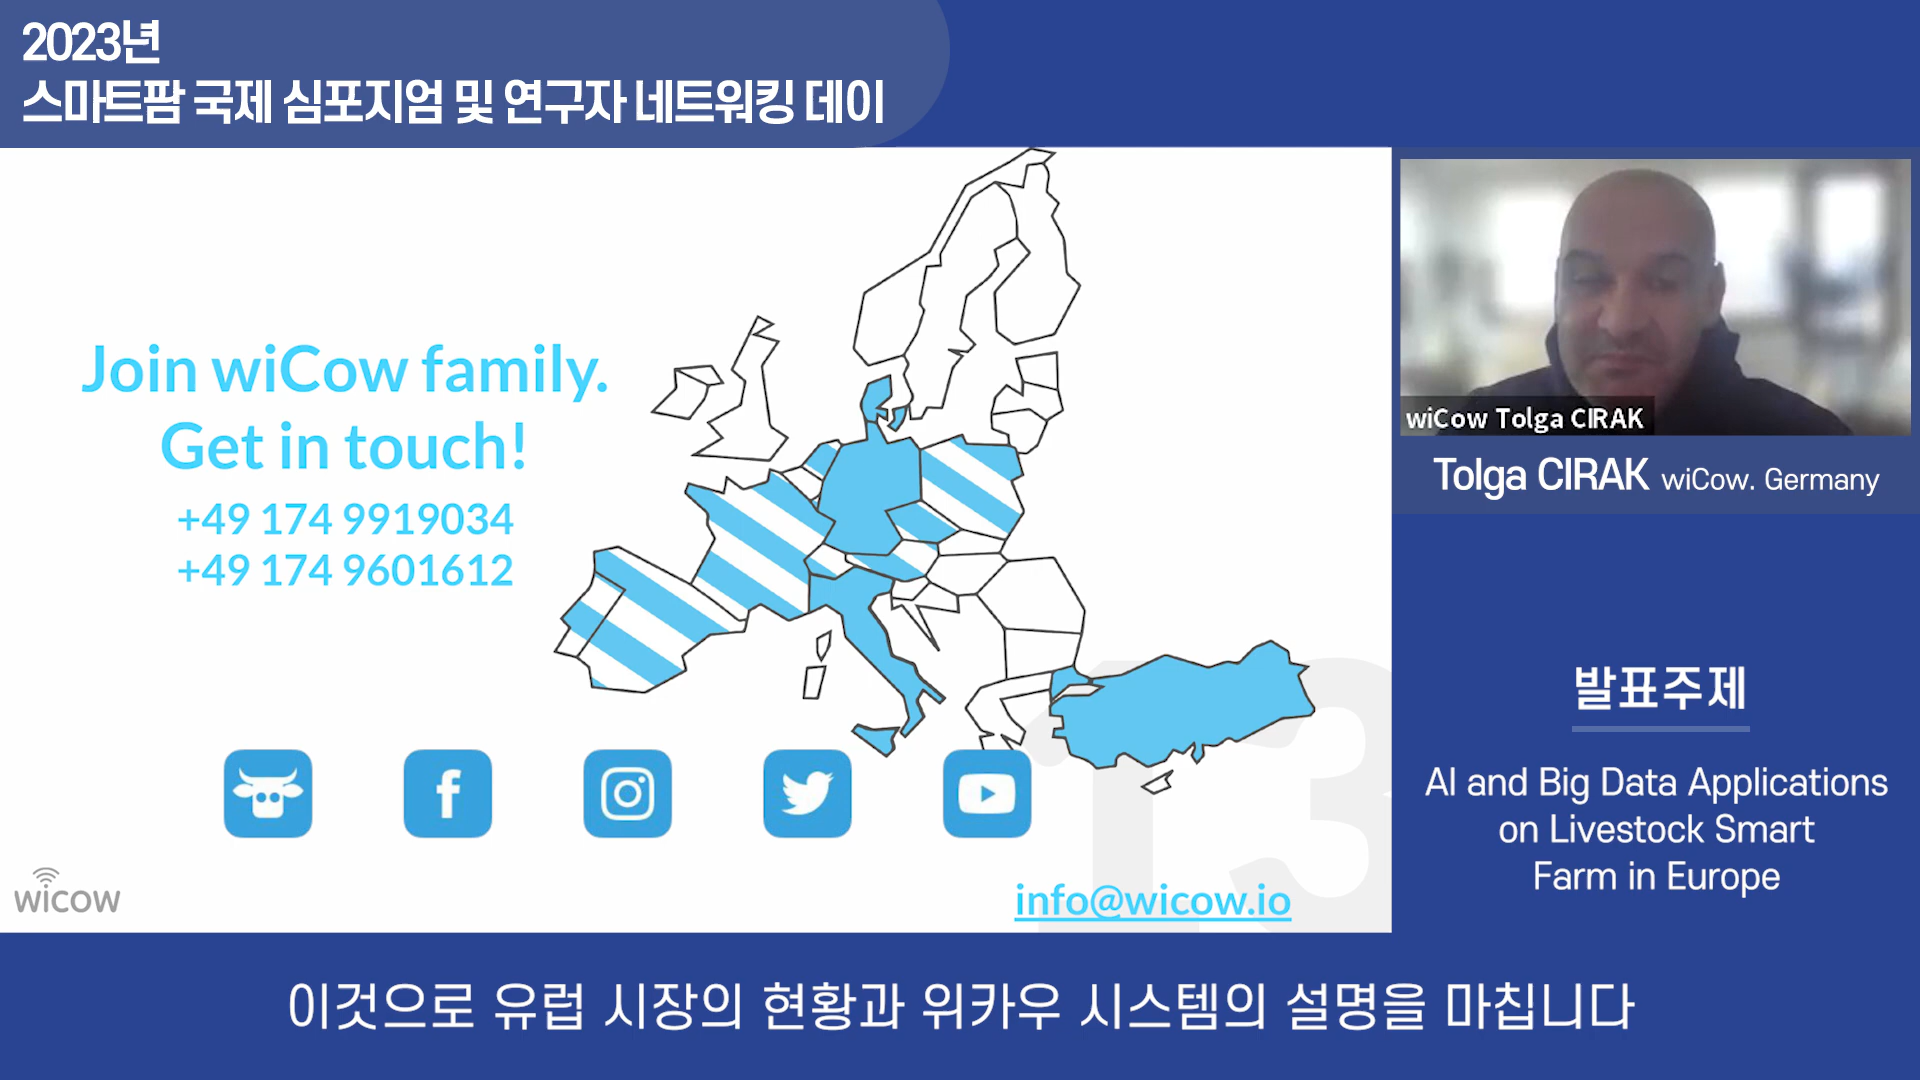 2023년
스마트팜 국제 심포지엄 및 연구자 네트워킹 데이
Join wiCow family.
Get in touch!
+49 174 9919034
+49 174 9601612
f
13
wicow
info@wicow.io
wiCow Tolga CIRAK
Tolga CIRAK wiCow. Germany
발표주제
AI and Big Data Applications
on Livestock Smart
Farm in Europe
이것으로 유럽 시장의 현황과 위카우 시스템의 설명을 마칩니다